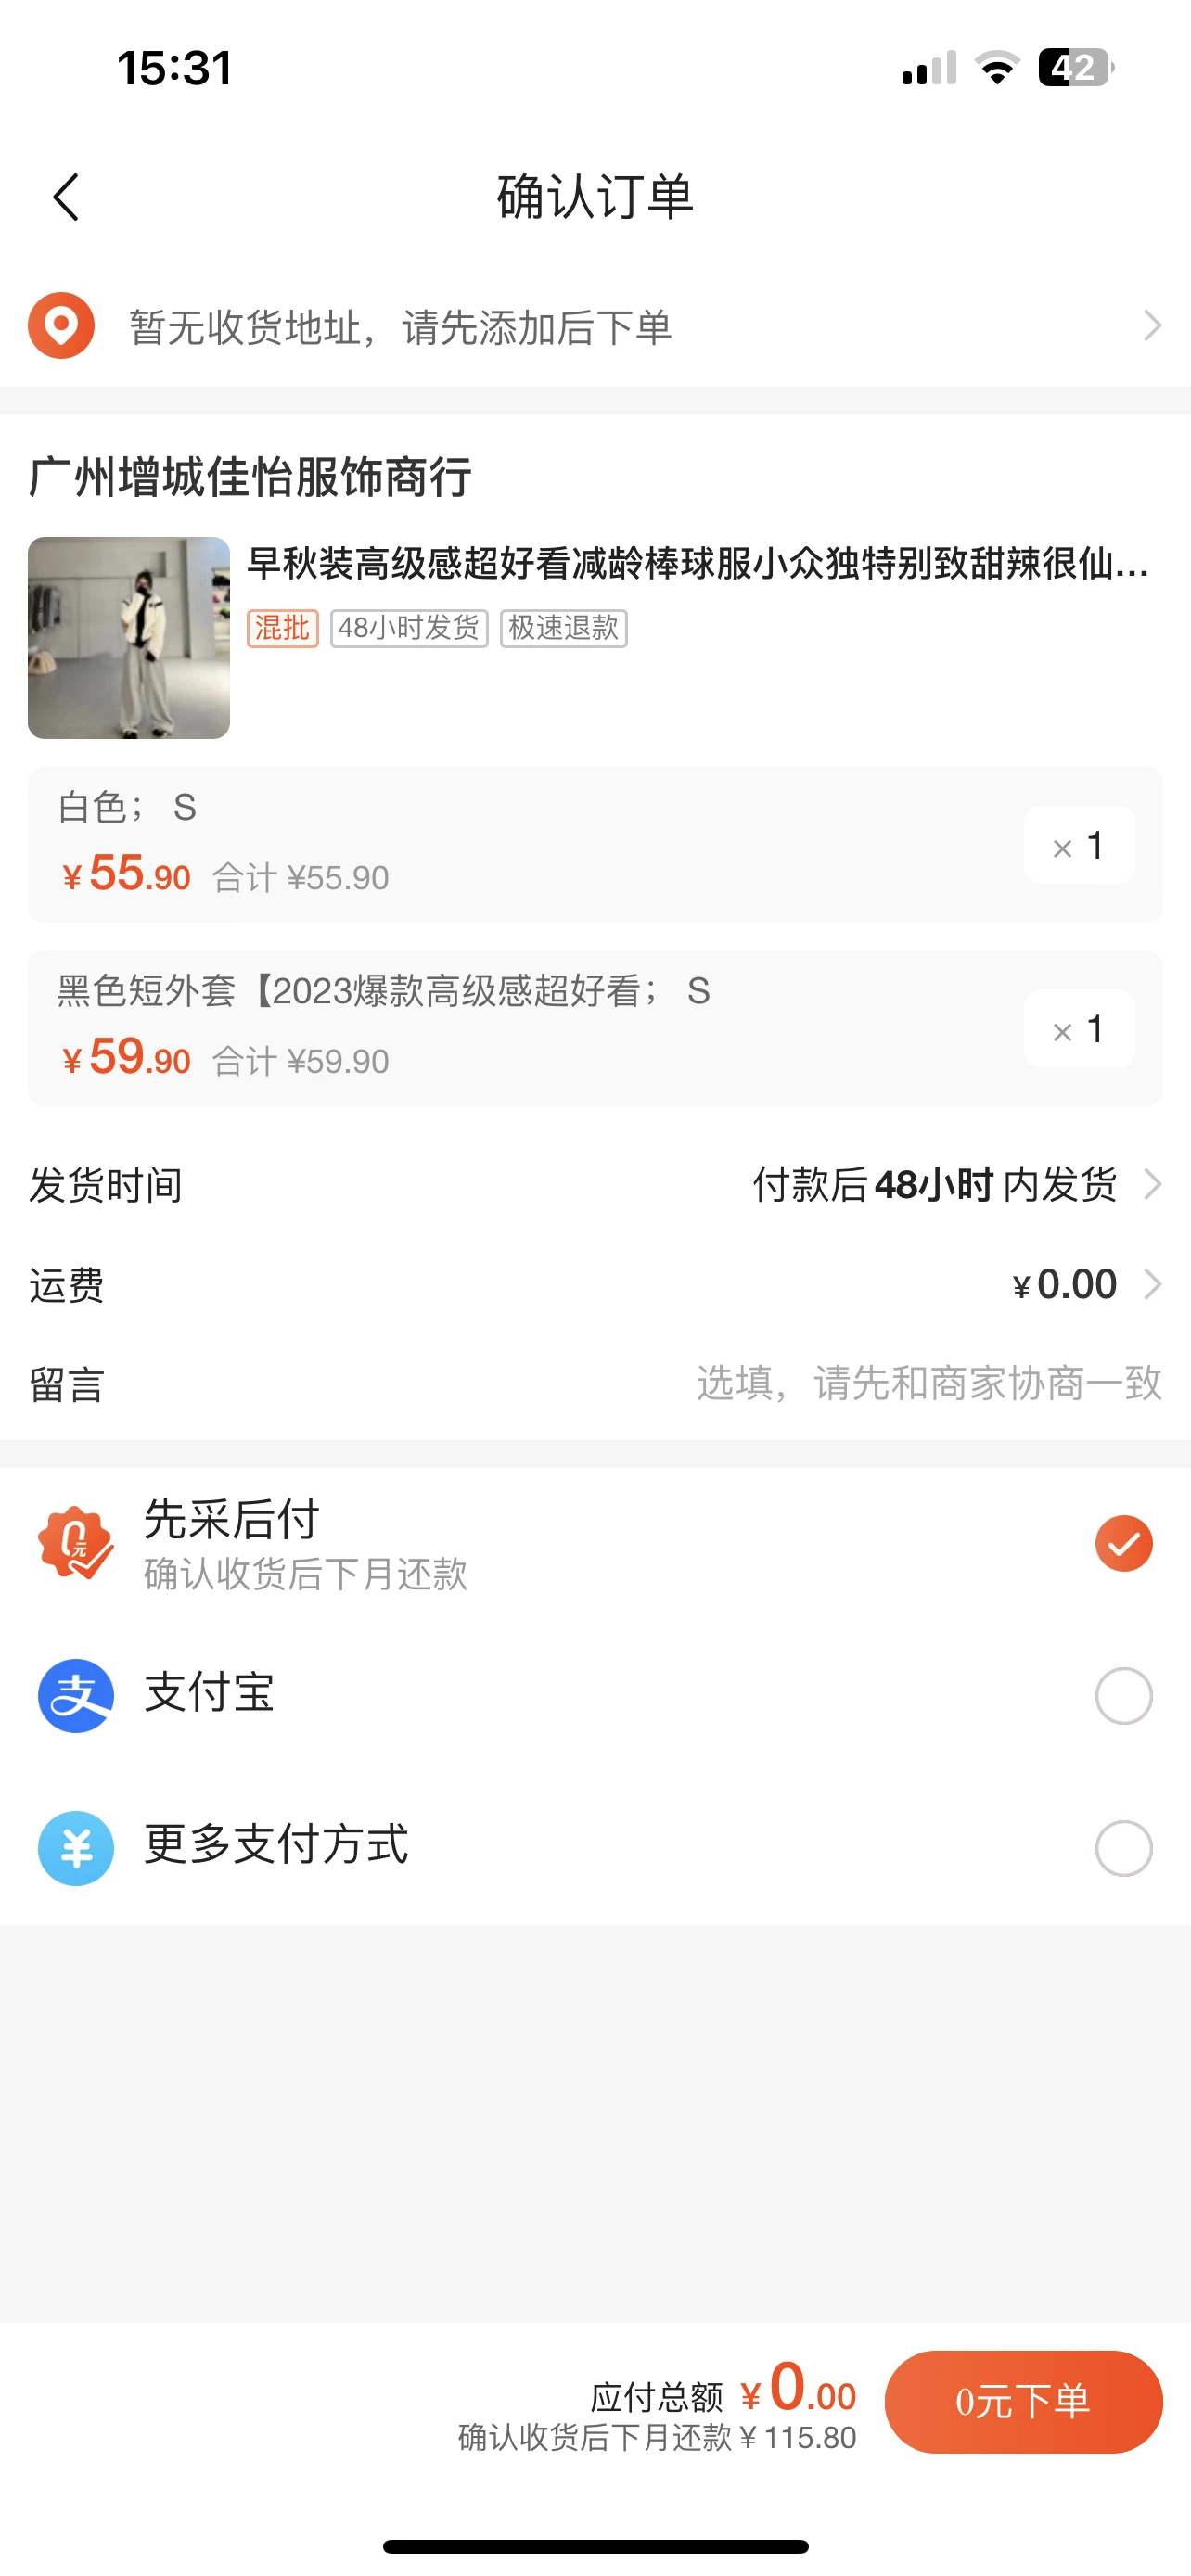 15:31
42
确认订单
暂无收货地址，请先添加后下单
广州增城佳怡服饰商行
早秋装高级感超好看减龄棒球服小众独特别致甜辣很仙...
混批 48小时发货 极速退款
白色； S
¥55.90 合计 ¥55.90
× 1
黑色短外套【2023爆款高级感超好看； S
¥59.90 合计 ¥59.90
× 1
发货时间 付款后48小时内发货
运费 ¥0.00
留言 选填，请先和商家协商一致
0元
先采后付
确认收货后下月还款
支 支付宝
¥ 更多支付方式
应付总额 ¥0.00
确认收货后下月还款¥115.80
0元下单